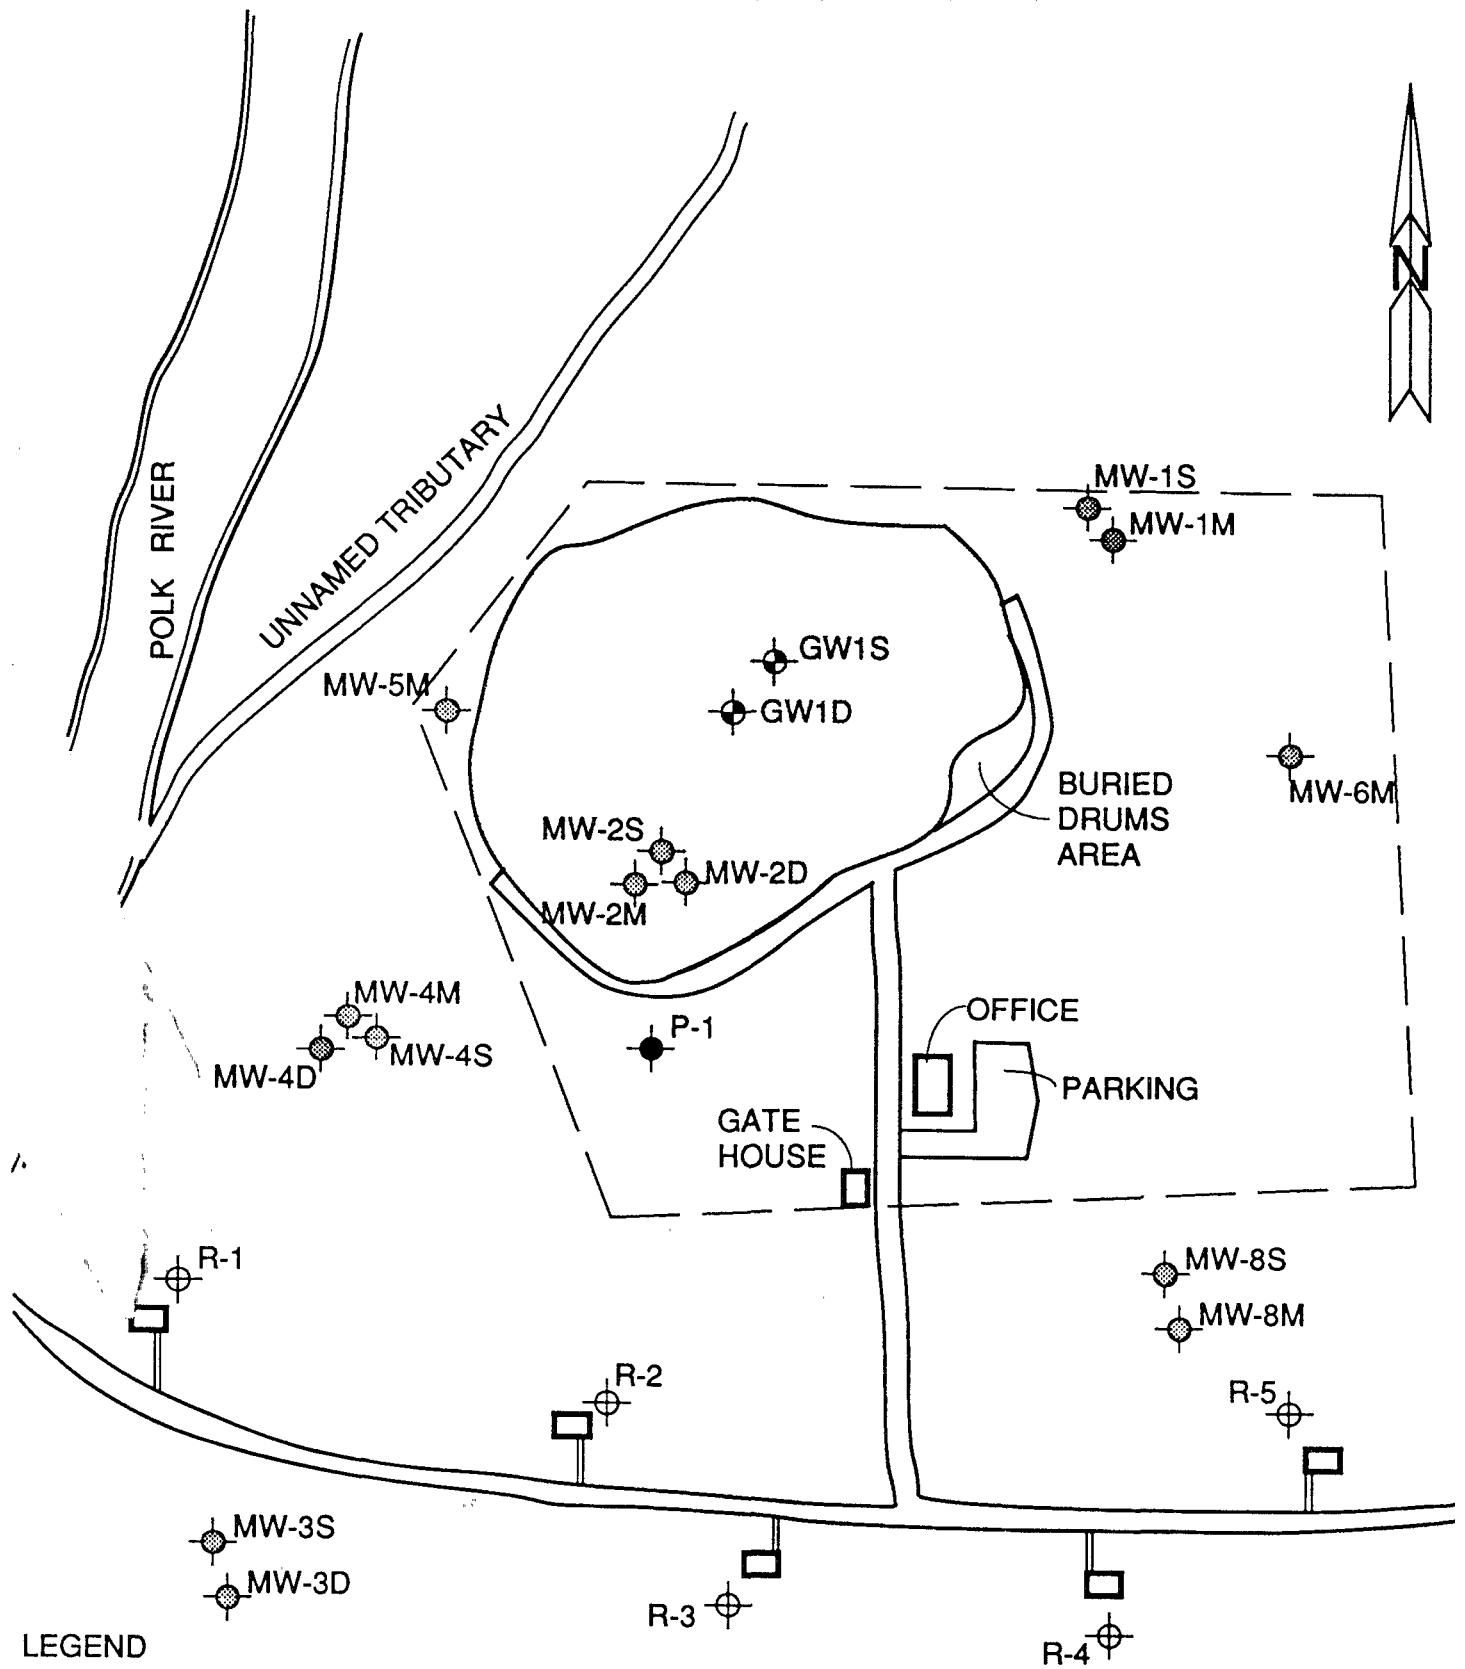 N
POLK RIVER
UNNAMED TRIBUTARY
MW-1S
MW-1M
GW1S
MW-5M
GW1D
MW-6M
BURIED
DRUMS
AREA
MW-2S
MW-2D
MW-2M
MW-4M
MW-4S
MW-4D
P-1
OFFICE
PARKING
GATE
HOUSE
R-1
MW-8S
MW-8M
R-2
R-5
MW-3S
MW-3D
R-3
R-4
LEGEND